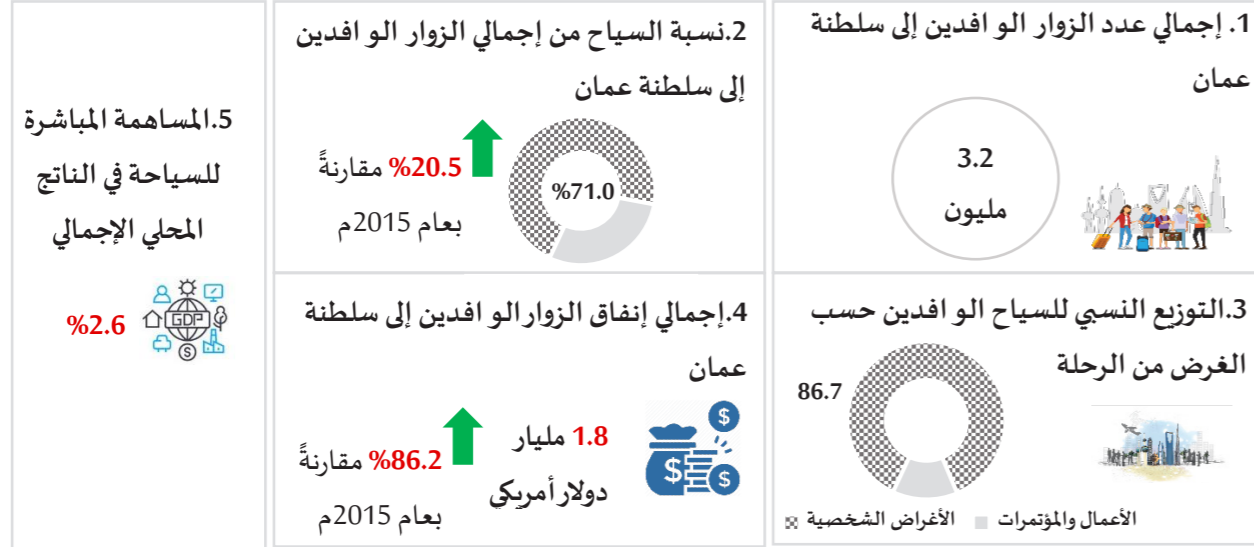 1. إجمالي عدد الزوار الو افدين إلى سلطنة
عمان
3.2
مليون
2.نسبة السياح من إجمالي الزوار الو افدين
إلى سلطنة عمان
%71.0
%20.5 مقارنةً
بعام 2015م
3.التوزيع النسبي للسياح الو افدين حسب
الغرض من الرحلة
86.7
الأعمال والمؤتمرات
الأغراض الشخصية
4.إجمالي إنفاق الزوار الو افدين إلى سلطنة
عمان
1.8 مليار
دولار أمريكي
%86.2 مقارنةً
بعام 2015م
5.المساهمة المباشرة
للسياحة في الناتج
المحلي الإجمالي
GDP
%2.6